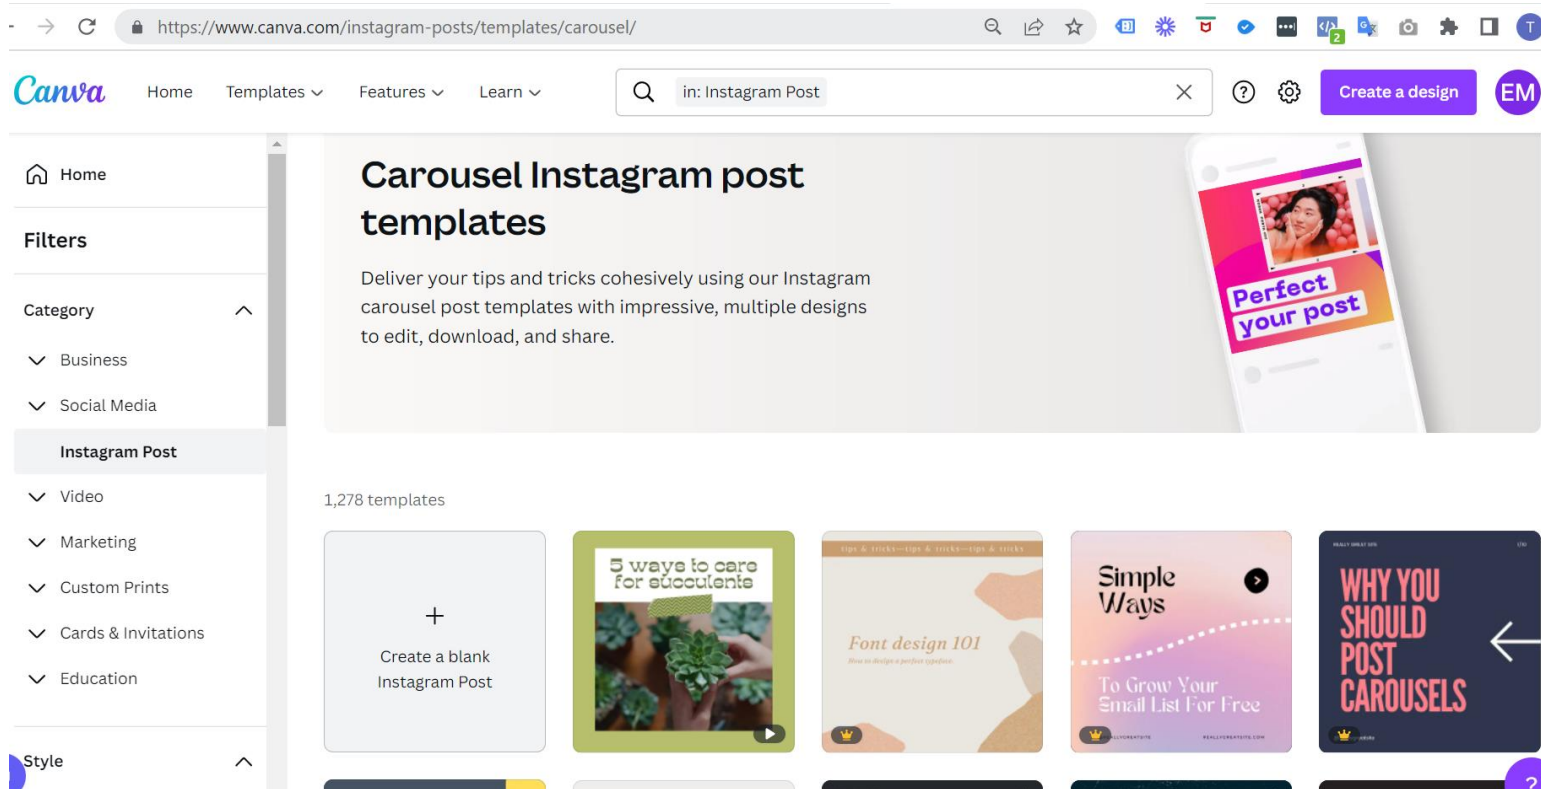 https://www.canva.com/instagram-posts/templates/carousel/
2
T
Canva
Home
Templates
Features
Learn
in: Instagram Post
Create a design
EM
Home
Filters
Category
Business
Social Media
Instagram Post
Video
Marketing
Custom Prints
Cards & Invitations
Education
Style
Carousel Instagram post
templates
Deliver your tips and tricks cohesively using our Instagram
carousel post templates with impressive, multiple designs
to edit, download, and share.
Perfect
your post
1,278 templates
Create a blank
Instagram Post
5 ways to care
for succulents
tips & tricks—tips & tricks—tips & tricks
Font design 101
How to design a perfect typeface.
Simple
Ways
To Grow Your
Email List For Free
REALLYGREATSITE.COM
REALLY GREAT SITE
1/10
WHY YOU
SHOULD
POST
CAROUSELS
?